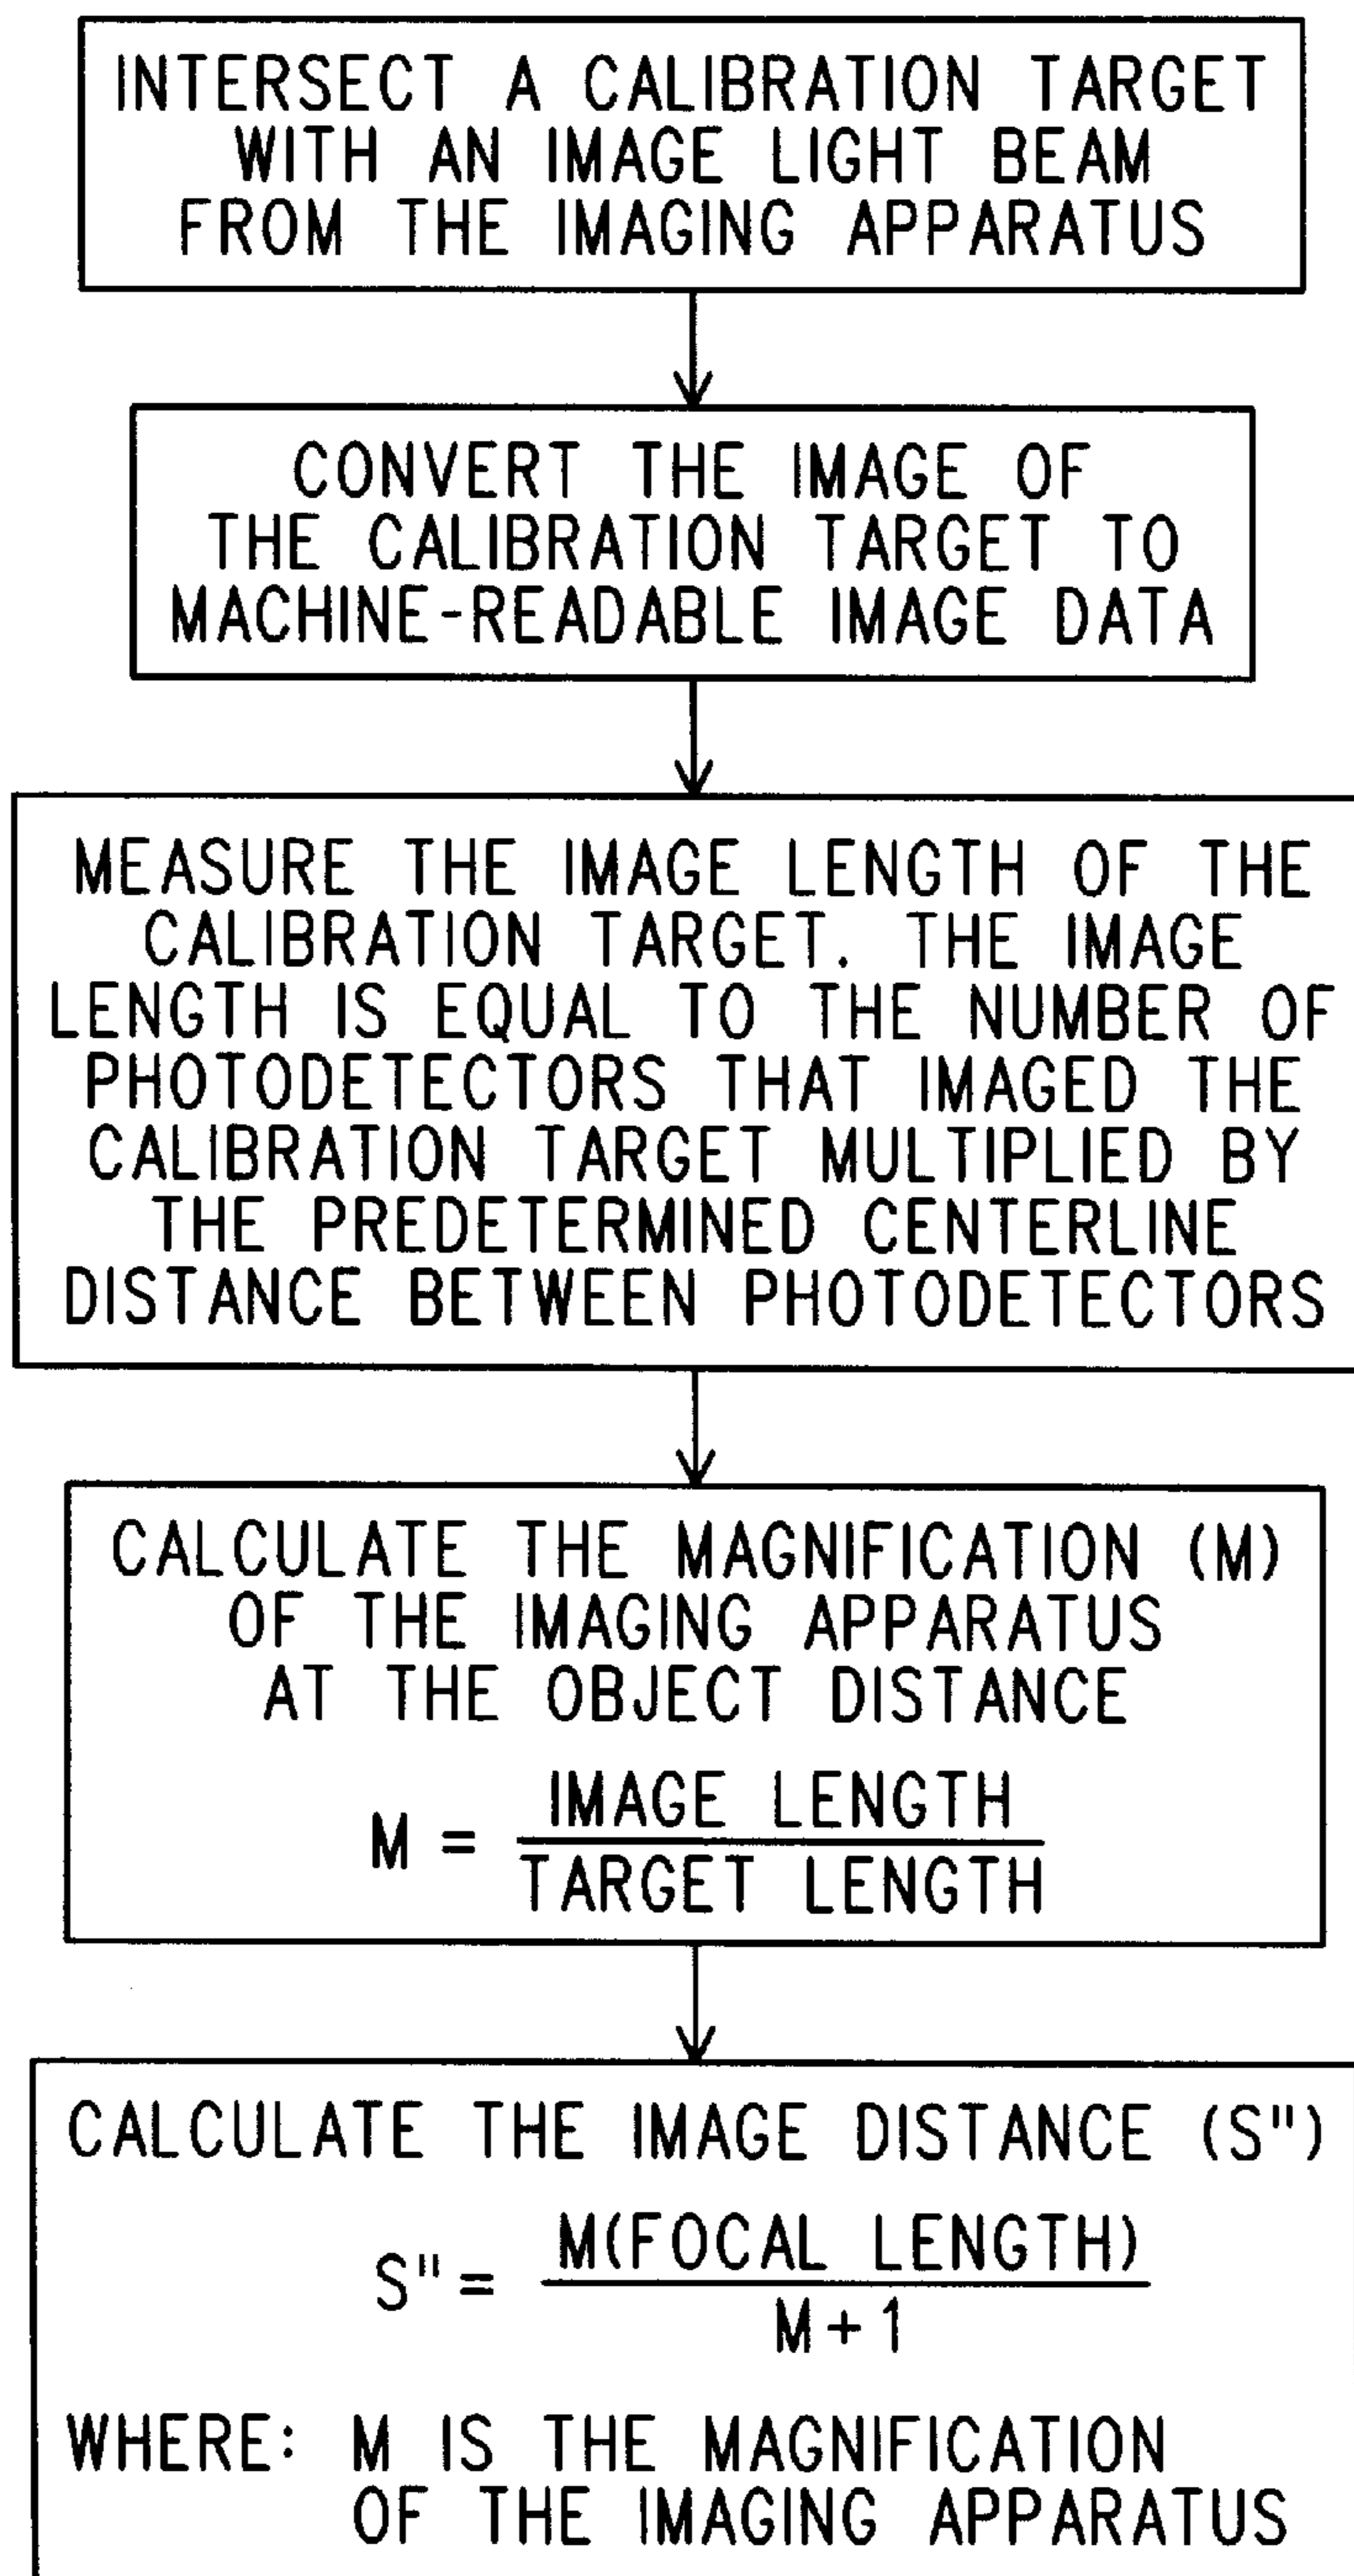 INTERSECT A CALIBRATION TARGET
WITH AN IMAGE LIGHT BEAM
FROM THE IMAGING APPARATUS
CONVERT THE IMAGE OF
THE CALIBRATION TARGET TO
MACHINE-READABLE IMAGE DATA
MEASURE THE IMAGE LENGTH OF THE
CALIBRATION TARGET. THE IMAGE
LENGTH IS EQUAL TO THE NUMBER OF
PHOTODETECTORS THAT IMAGED THE
CALIBRATION TARGET MULTIPLIED BY
THE PREDETERMINED CENTERLINE
DISTANCE BETWEEN PHOTODETECTORS
CALCULATE THE MAGNIFICATION (M)
OF THE IMAGING APPARATUS
AT THE OBJECT DISTANCE
M = IMAGE LENGTH
TARGET LENGTH
CALCULATE THE IMAGE DISTANCE (S")
S" = M(FOCAL LENGTH)
M + 1
WHERE: M IS THE MAGNIFICATION
OF THE IMAGING APPARATUS